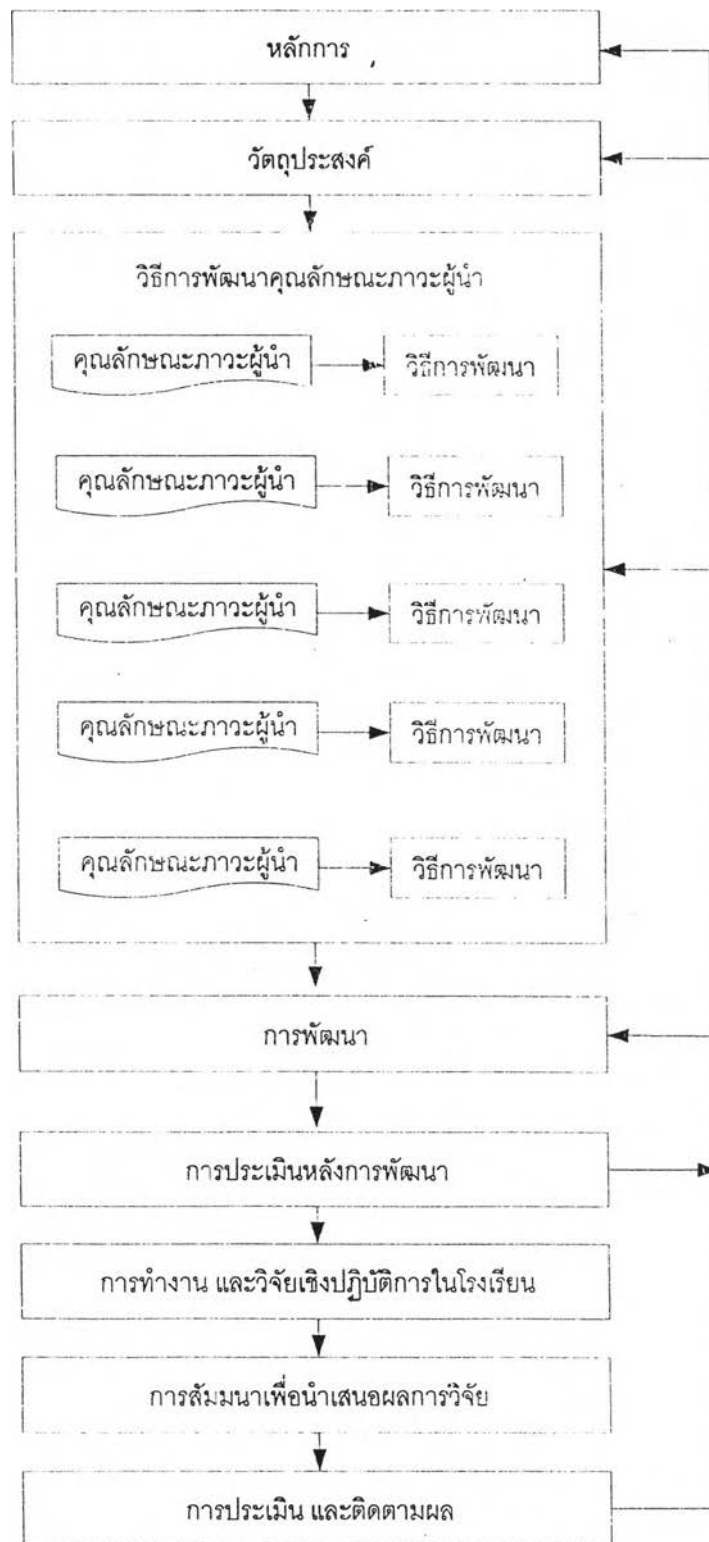 หลักการ
วัตถุประสงค์
วิธีการพัฒนาคุณลักษณะภาวะผู้นำ
คุณลักษณะภาวะผู้นำ วิธีการพัฒนา
คุณลักษณะภาวะผู้นำ วิธีการพัฒนา
คุณลักษณะภาวะผู้นำ วิธีการพัฒนา
คุณลักษณะภาวะผู้นำ วิธีการพัฒนา
คุณลักษณะภาวะผู้นำ วิธีการพัฒนา
การพัฒนา
การประเมินหลังการพัฒนา
การทำงาน และวิจัยเชิงปฏิบัติการในโรงเรียน
การสัมมนาเพื่อนำเสนอผลการวิจัย
การประเมิน และติดตามผล